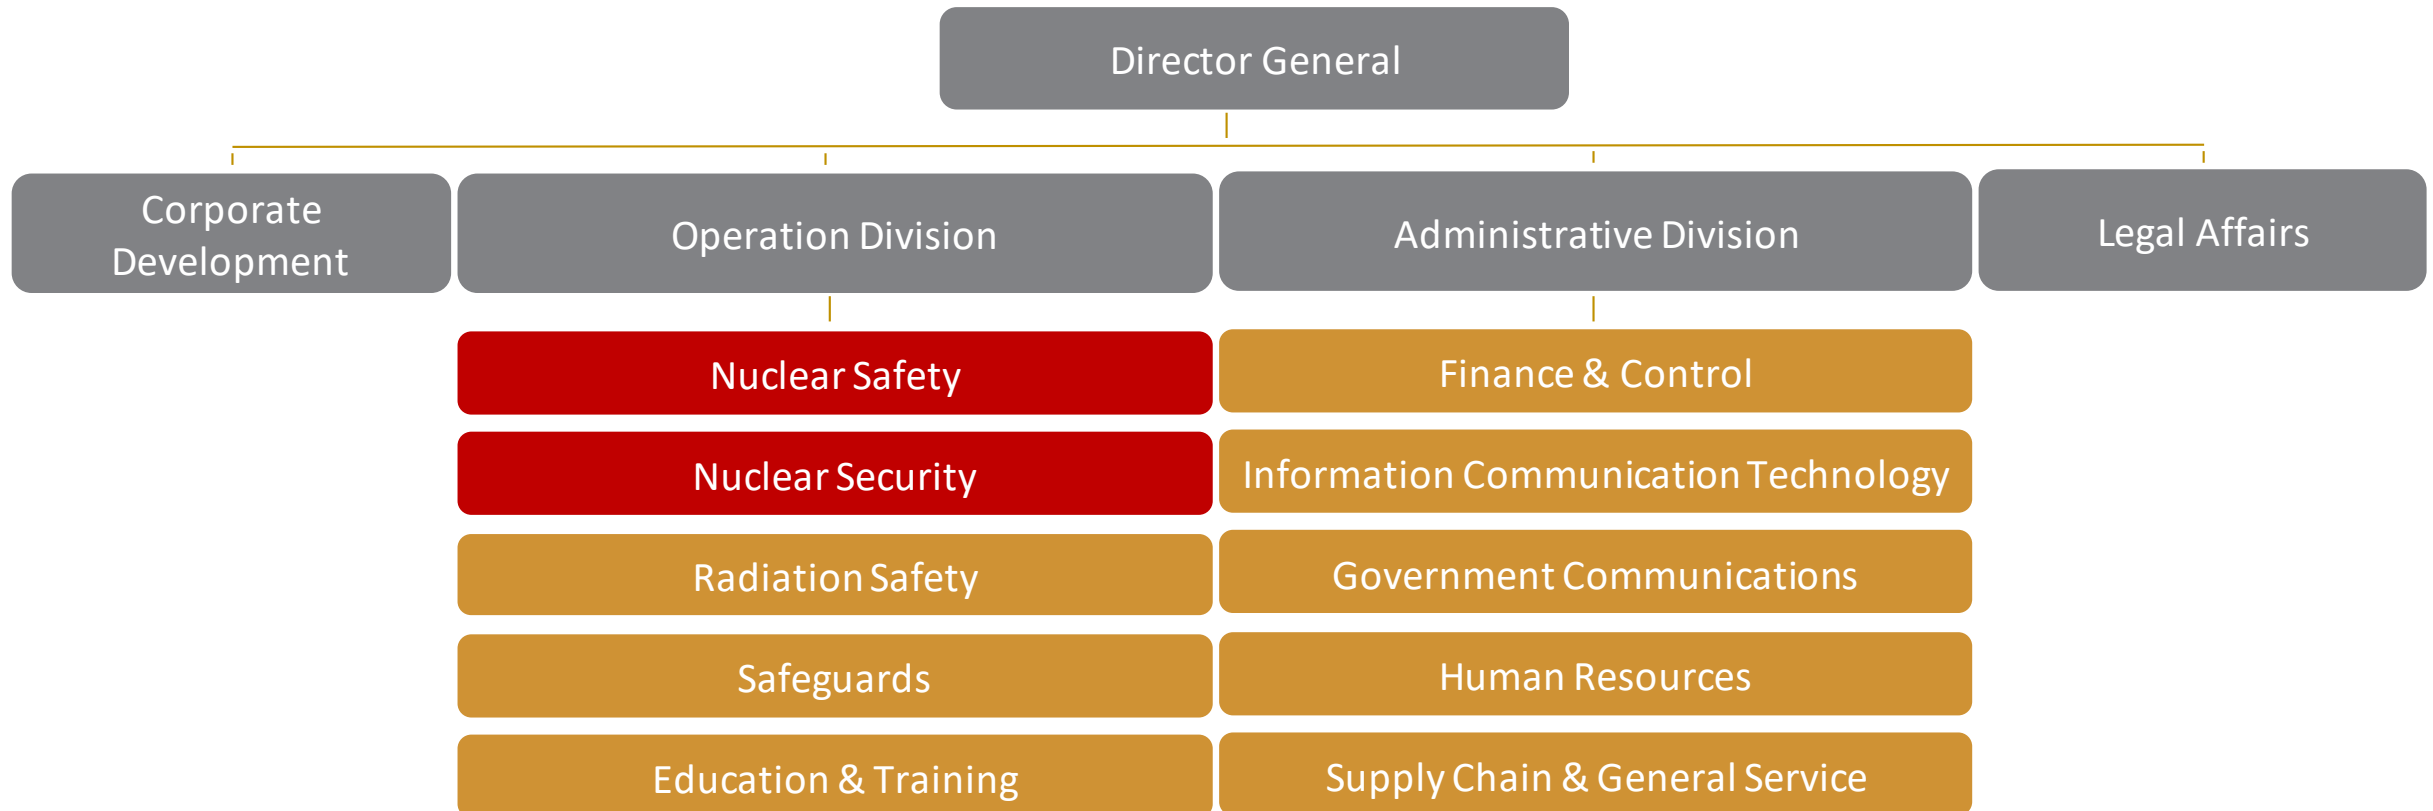 Director General
Corporate
Development
Operation Division
Administrative Division
Legal Affairs
Nuclear Safety
Finance & Control
Nuclear Security
Information Communication Technology
Radiation Safety
Government Communications
Safeguards
Human Resources
Education & Training
Supply Chain & General Service